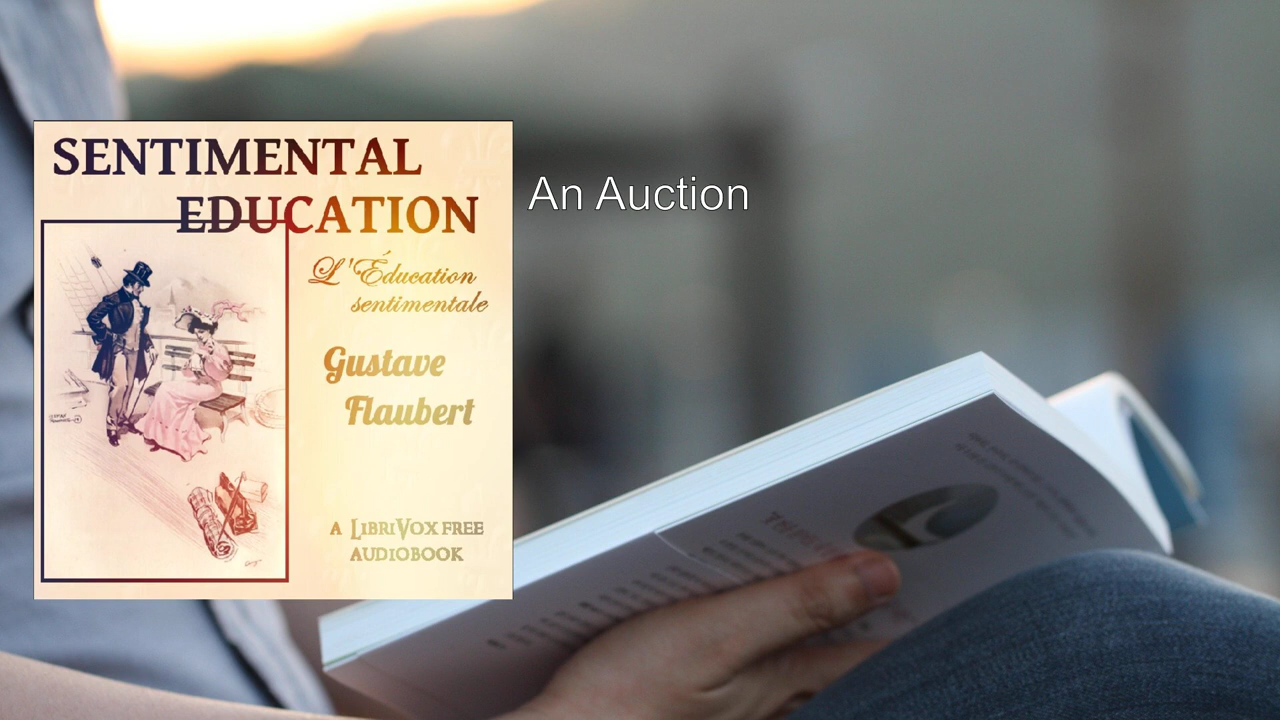 SENTIMENTAL
EDUCATION
L'Éducation
sentimentale
Gustave
Flaubert
A LIBRIVOX FREE
AUDIOBOOK
An Auction